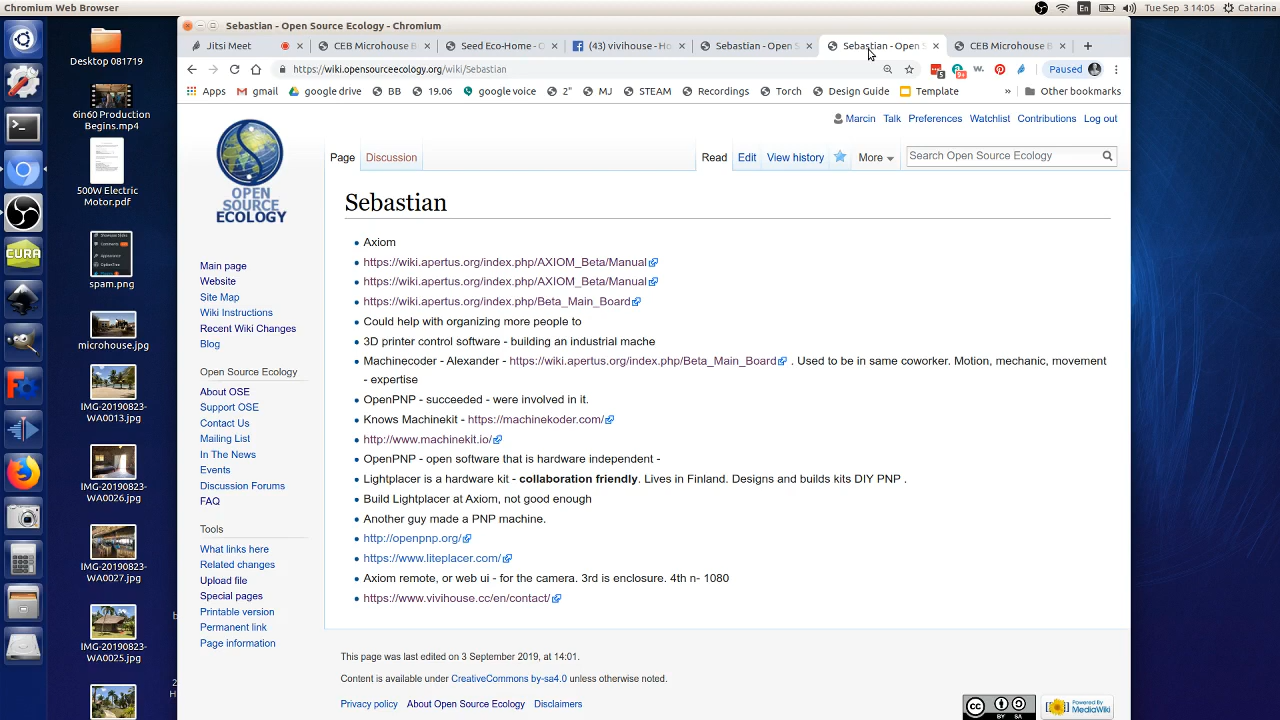 Chromium Web Browser
En
Tue Sep 3 14:05
Catarina
Sebastian - Open Source Ecology - Chromium
Jitsi Meet
CEB Microhouse B
Seed Eco-Home - O
(43) vivihouse - Ho
Sebastian - Open S
Sebastian - Open S
CEB Microhouse B
https://wiki.opensourceecology.org/wiki/Sebastian
Paused
Apps
gmail
google drive
BB
19.06
2"
google voice
MJ
STEAM
Recordings
Torch
Design Guide
Template
»
Other bookmarks
Marcin
Talk
Preferences
Watchlist
Contributions
Log out
Page
Discussion
Read
Edit
View history
More
Search Open Source Ecology
OPEN
SOURCE
ECOLOGY
Main page
Website
Site Map
Wiki Instructions
Recent Wiki Changes
Blog
Open Source Ecology
About OSE
Support OSE
Contact Us
Mailing List
In The News
Events
Discussion Forums
FAQ
Tools
What links here
Related changes
Upload file
Special pages
Printable version
Permanent link
Page information
Sebastian
Axiom
https://wiki.apertus.org/index.php/AXIOM_Beta/Manual
https://wiki.apertus.org/index.php/AXIOM_Beta/Manual
https://wiki.apertus.org/index.php/Beta_Main_Board
Could help with organizing more people to
3D printer control software - building an industrial mache
Machinecoder - Alexander - https://wiki.apertus.org/index.php/Beta_Main_Board . Used to be in same coworker. Motion, mechanic, movement
- expertise
OpenPNP - succeeded - were involved in it.
Knows Machinekit - https://machinekoder.com/
http://www.machinekit.io/
OpenPNP - open software that is hardware independent -
Lightplacer is a hardware kit - collaboration friendly. Lives in Finland. Designs and builds kits DIY PNP .
Build Lightplacer at Axiom, not good enough
Another guy made a PNP machine.
http://openpnp.org/
https://www.liteplacer.com/
Axiom remote, or web ui - for the camera. 3rd is enclosure. 4th n- 1080
https://www.vivihouse.cc/en/contact/
This page was last edited on 3 September 2019, at 14:01.
Content is available under CreativeCommons by-sa4.0 unless otherwise noted.
Privacy policy
About Open Source Ecology
Disclaimers
BY SA
Powered By
MediaWiki
Desktop 081719
6in60 Production
Begins.mp4
500W Electric
Motor.pdf
spam.png
microhouse.jpg
IMG-20190823-
WA0013.jpg
IMG-20190823-
WA0026.jpg
IMG-20190823-
WA0027.jpg
IMG-20190823-
WA0025.jpg
CURA